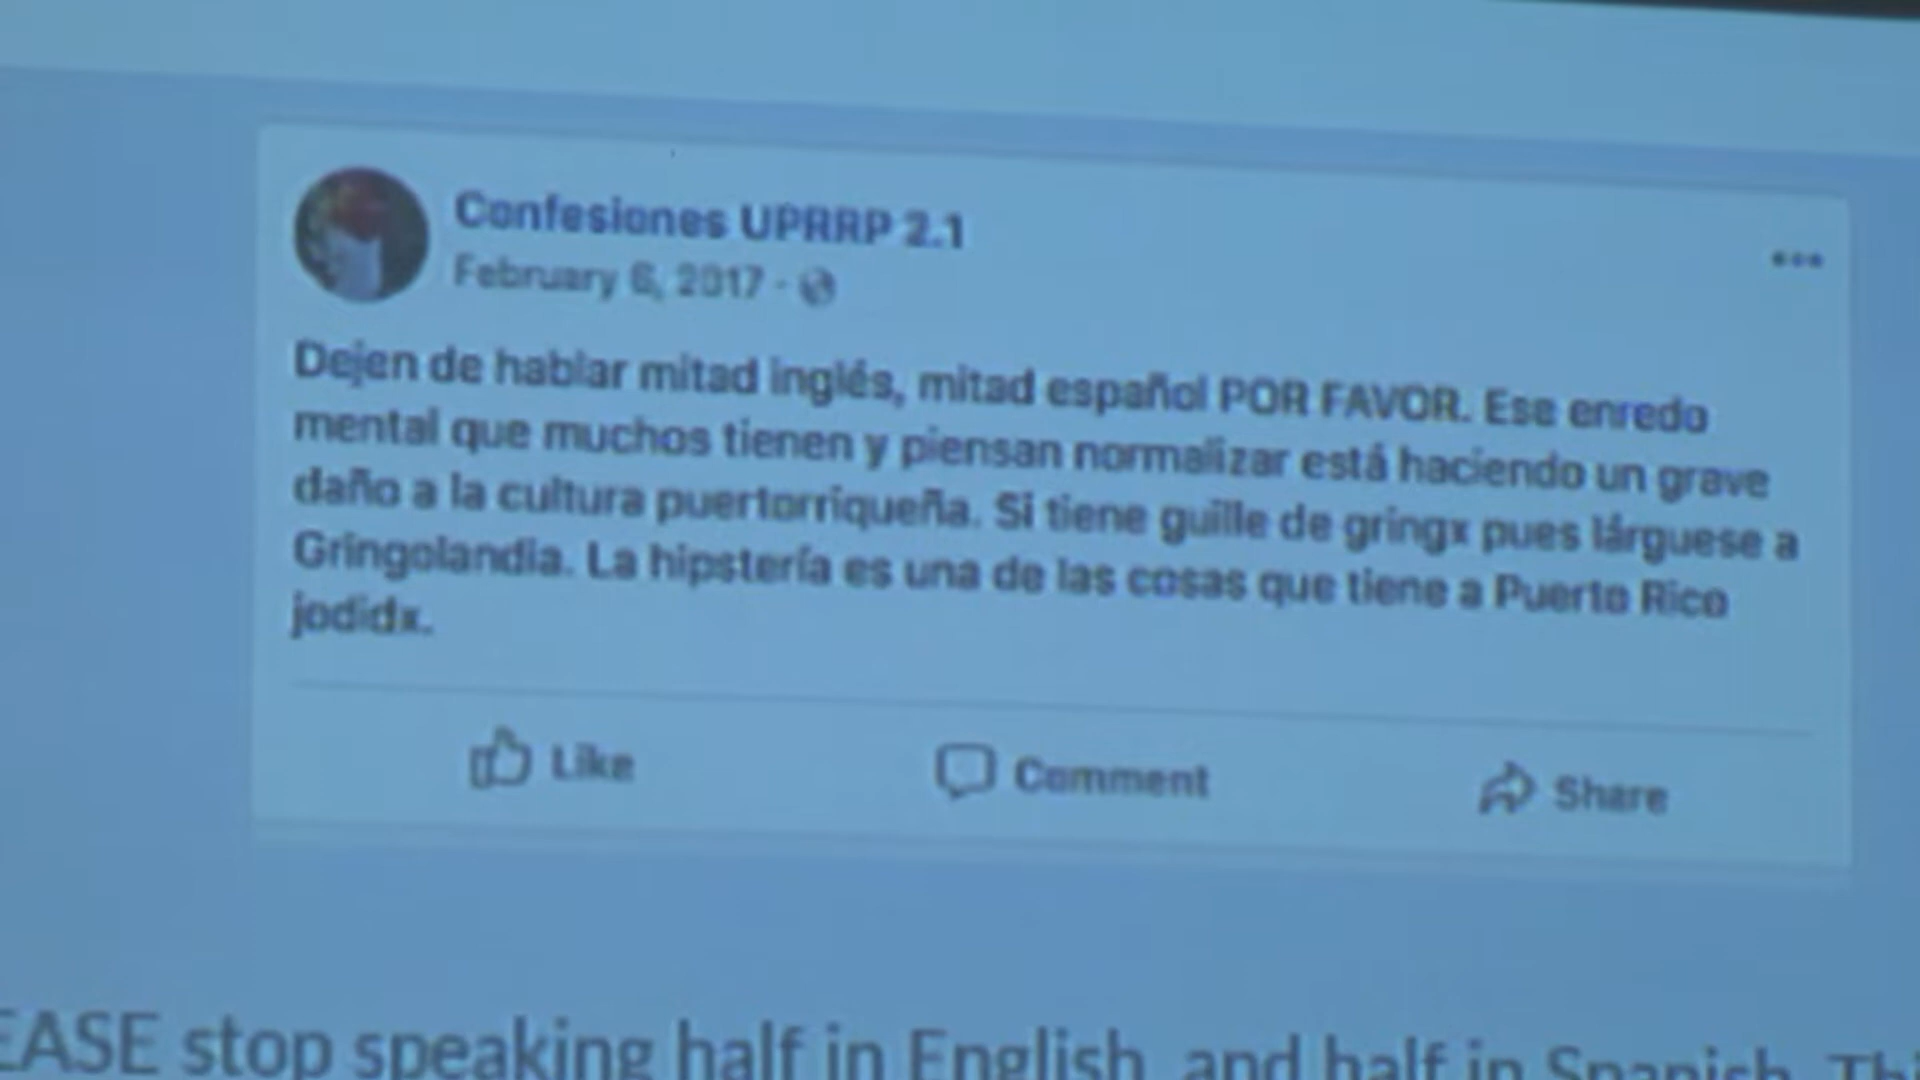 Confesiones UPRRP 2.1
February 6, 2017 ·
Dejen de hablar mitad inglés, mitad español POR FAVOR. Ese enredo
mental que muchos tienen y piensan normalizar está haciendo un grave
daño a la cultura puertorriqueña. Si tiene guille de gringx pues lárguese a
Gringolandia. La hipstería es una de las cosas que tiene a Puerto Rico
jodidx.
Like Comment Share
EASE stop speaking half in English, and half in Spanish. Thi